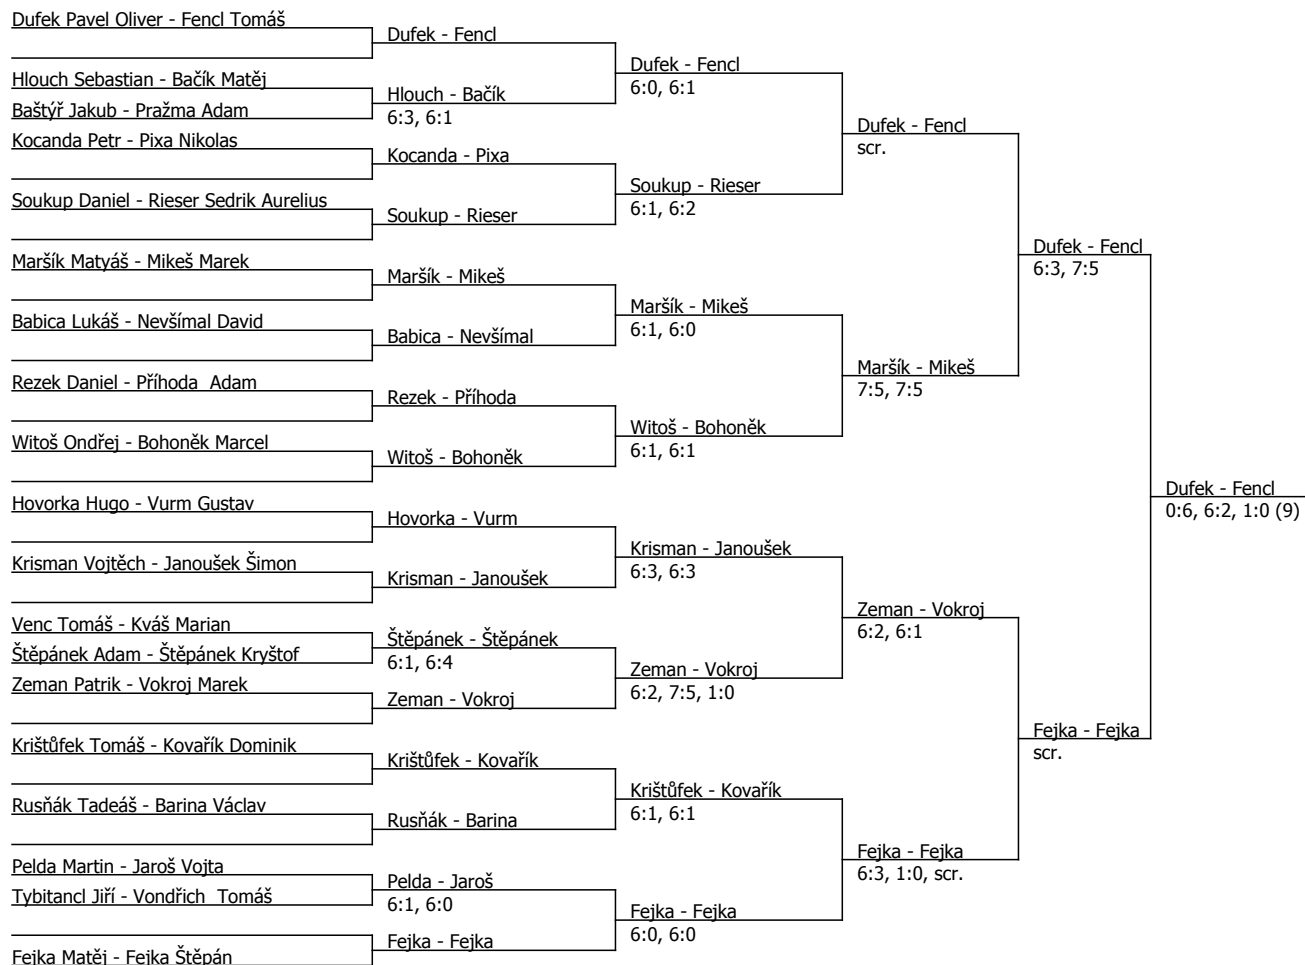 Dufek Pavel Oliver - Fencl Tomáš
Hlouch Sebastian - Bačík Matěj
Baštýř Jakub - Pražma Adam
Kocanda Petr - Pixa Nikolas
Soukup Daniel - Rieser Sedrik Aurelius
Maršík Matyáš - Mikeš Marek
Babica Lukáš - Nevšímal David
Rezek Daniel - Příhoda  Adam
Witoš Ondřej - Bohoněk Marcel
Hovorka Hugo - Vurm Gustav
Krisman Vojtěch - Janoušek Šimon
Venc Tomáš - Kváš Marian
Štěpánek Adam - Štěpánek Kryštof
Zeman Patrik - Vokroj Marek
Krištůfek Tomáš - Kovařík Dominik
Rusňák Tadeáš - Barina Václav
Pelda Martin - Jaroš Vojta
Tybitancl Jiří - Vondřich  Tomáš
Fejka Matěj - Fejka Štěpán
Dufek - Fencl
Hlouch - Bačík
6:3, 6:1
Kocanda - Pixa
Soukup - Rieser
Maršík - Mikeš
Babica - Nevšímal
Rezek - Příhoda
Witoš - Bohoněk
Hovorka - Vurm
Krisman - Janoušek
Štěpánek - Štěpánek
6:1, 6:4
Zeman - Vokroj
Krištůfek - Kovařík
Rusňák - Barina
Pelda - Jaroš
6:1, 6:0
Fejka - Fejka
Dufek - Fencl
6:0, 6:1
Soukup - Rieser
6:1, 6:2
Maršík - Mikeš
6:1, 6:0
Witoš - Bohoněk
6:1, 6:1
Krisman - Janoušek
6:3, 6:3
Zeman - Vokroj
6:2, 7:5, 1:0
Krištůfek - Kovařík
6:1, 6:1
Fejka - Fejka
6:0, 6:0
Dufek - Fencl
scr.
Maršík - Mikeš
7:5, 7:5
Zeman - Vokroj
6:2, 6:1
Fejka - Fejka
6:3, 1:0, scr.
Dufek - Fencl
6:3, 7:5
Fejka - Fejka
scr.
Dufek - Fencl
0:6, 6:2, 1:0 (9)